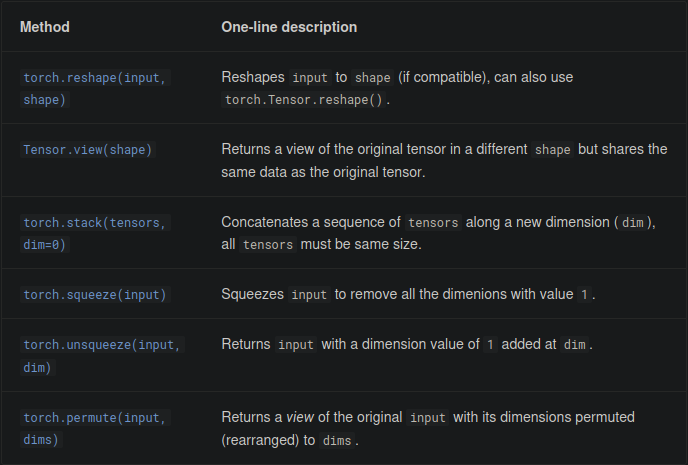 Method One-line description
torch.reshape(input, Reshapes input to shape (if compatible), can also use
shape) torch.Tensor.reshape().
Tensor.view(shape) Returns a view of the original tensor in a different shape but shares the
same data as the original tensor.
torch.stack(tensors, Concatenates a sequence of tensors along a new dimension (dim),
dim=0) all tensors must be same size.
torch.squeeze(input) Squeezes input to remove all the dimenions with value 1.
torch.unsqueeze(input, Returns input with a dimension value of 1 added at dim.
dim)
torch.permute(input, Returns a view of the original input with its dimensions permuted
dims) (rearranged) to dims.